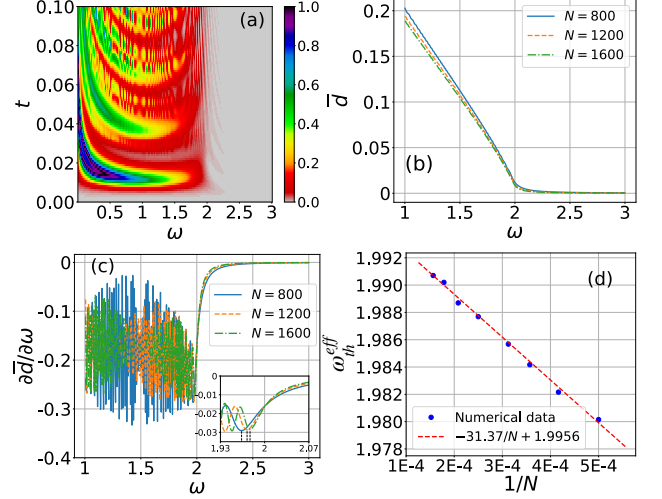 (a)
t
0.10
0.08
0.06
0.04
0.02
0.00
0.5
1
1.5
2
2.5
3
ω
1.0
0.8
0.6
0.4
0.2
0.0
(b)
d̅
0.2
0.15
0.1
0.05
0
1
1.5
2
2.5
3
ω
N = 800
N = 1200
N = 1600
(c)
∂d̅/∂ω
0
-0.1
-0.2
-0.3
-0.4
1
1.5
2
2.5
3
ω
N = 800
N = 1200
N = 1600
0
-0.01
-0.02
-0.03
1.93
2
2.07
(d)
ω_th^eff
1.992
1.990
1.988
1.986
1.984
1.982
1.980
1.978
1E-4
2E-4
3E-4
4E-4
5E-4
1/N
Numerical data
−31.37/N + 1.9956